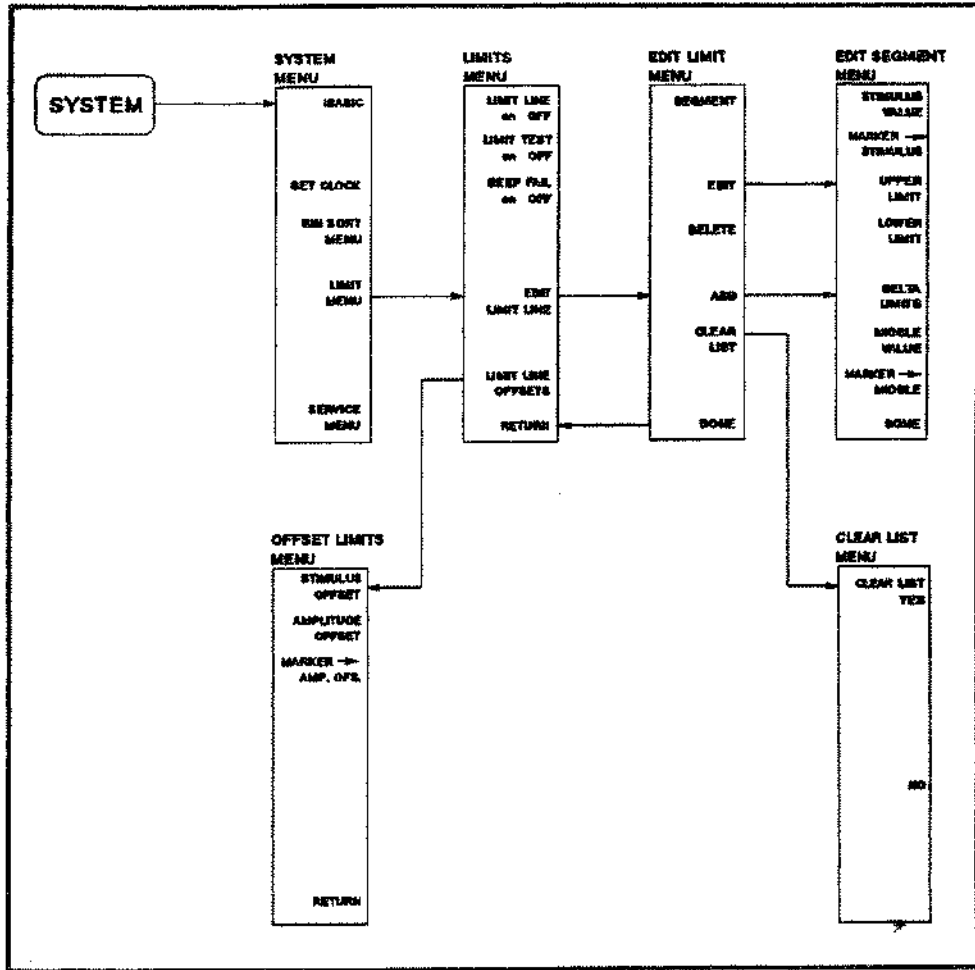 SYSTEM
SYSTEM
MENU
IBASIC
SET CLOCK
BIN SORT
MENU
LIMIT
MENU
SERVICE
MENU
LIMITS
MENU
LIMIT LINE
on OFF
LIMIT TEST
on OFF
BEEP FAIL
on OFF
EDIT
LIMIT LINE
LIMIT LINE
OFFSETS
RETURN
EDIT LIMIT
MENU
SEGMENT
EDIT
DELETE
ADD
CLEAR
LIST
DONE
EDIT SEGMENT
MENU
STIMULUS
VALUE
MARKER →
STIMULUS
UPPER
LIMIT
LOWER
LIMIT
DELTA
LIMITS
MIDDLE
VALUE
MARKER →
MIDDLE
DONE
OFFSET LIMITS
MENU
STIMULUS
OFFSET
AMPLITUDE
OFFSET
MARKER →
AMP. OFS.
RETURN
CLEAR LIST
MENU
CLEAR LIST
YES
NO